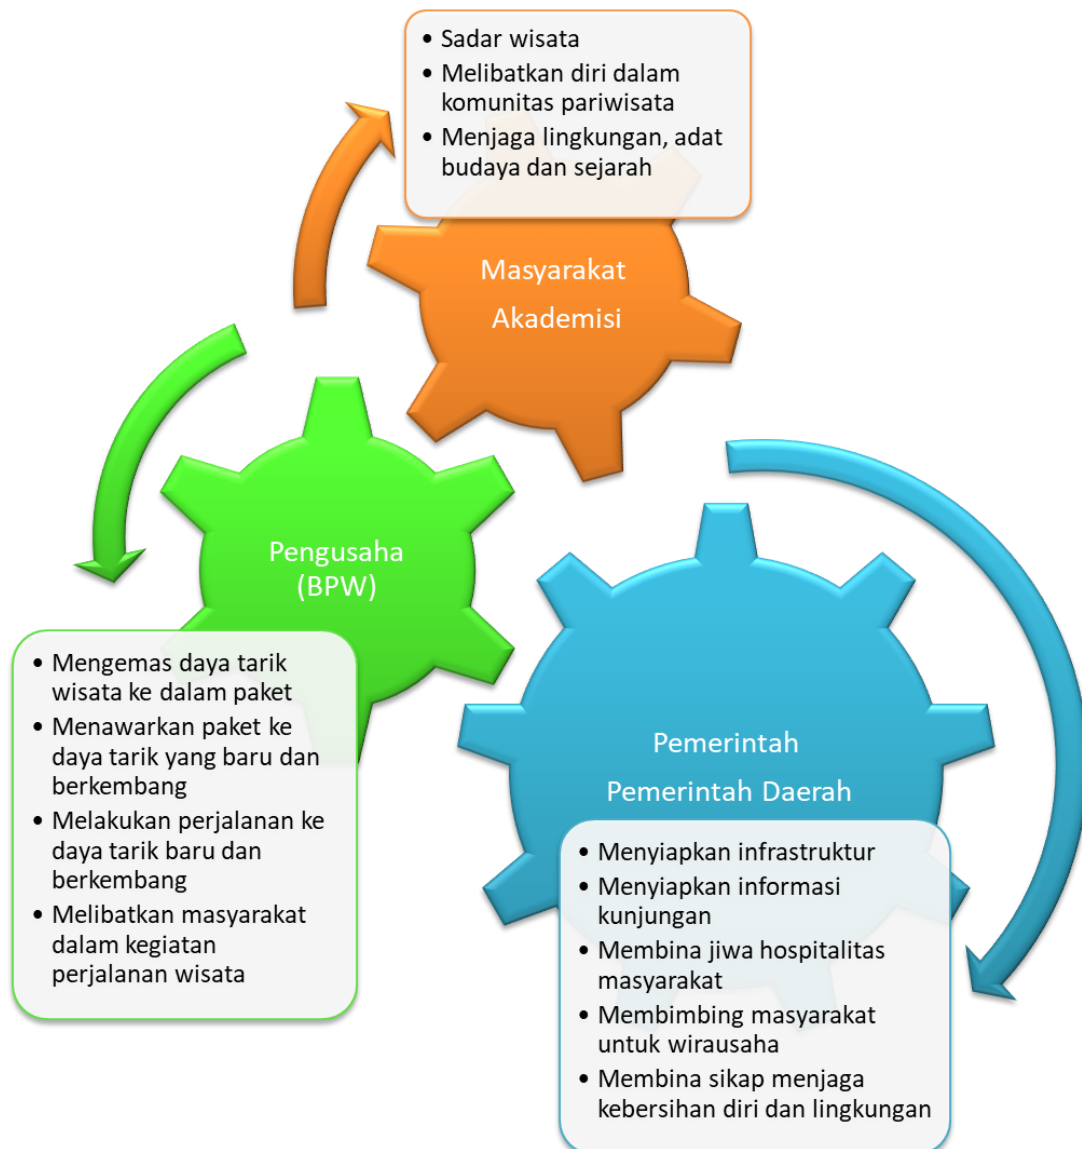 • Sadar wisata
• Melibatkan diri dalam
komunitas pariwisata
• Menjaga lingkungan, adat
budaya dan sejarah
Masyarakat
Akademisi
Pengusaha
(BPW)
• Mengemas daya tarik
wisata ke dalam paket
• Menawarkan paket ke
daya tarik yang baru dan
berkembang
• Melakukan perjalanan ke
daya tarik baru dan
berkembang
• Melibatkan masyarakat
dalam kegiatan
perjalanan wisata
Pemerintah
Pemerintah Daerah
• Menyiapkan infrastruktur
• Menyiapkan informasi
kunjungan
• Membina jiwa hospitalitas
masyarakat
• Membimbing masyarakat
untuk wirausaha
• Membina sikap menjaga
kebersihan diri dan lingkungan